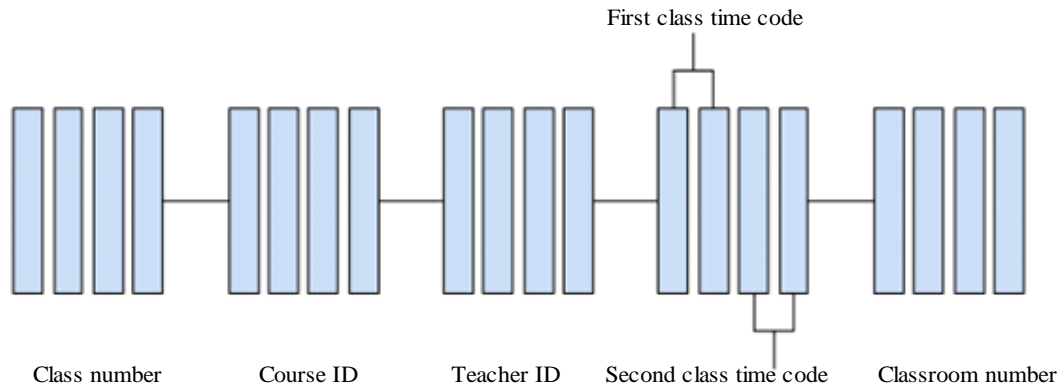 First class time code
Class number
Course ID
Teacher ID
Second class time code
Classroom number